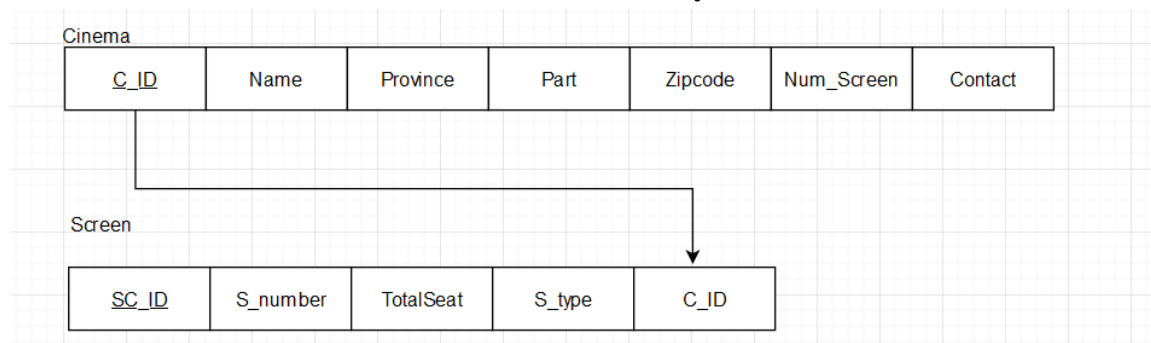 Cinema
C_ID Name Province Part Zipcode Num_Screen Contact
Screen
SC_ID S_number TotalSeat S_type C_ID